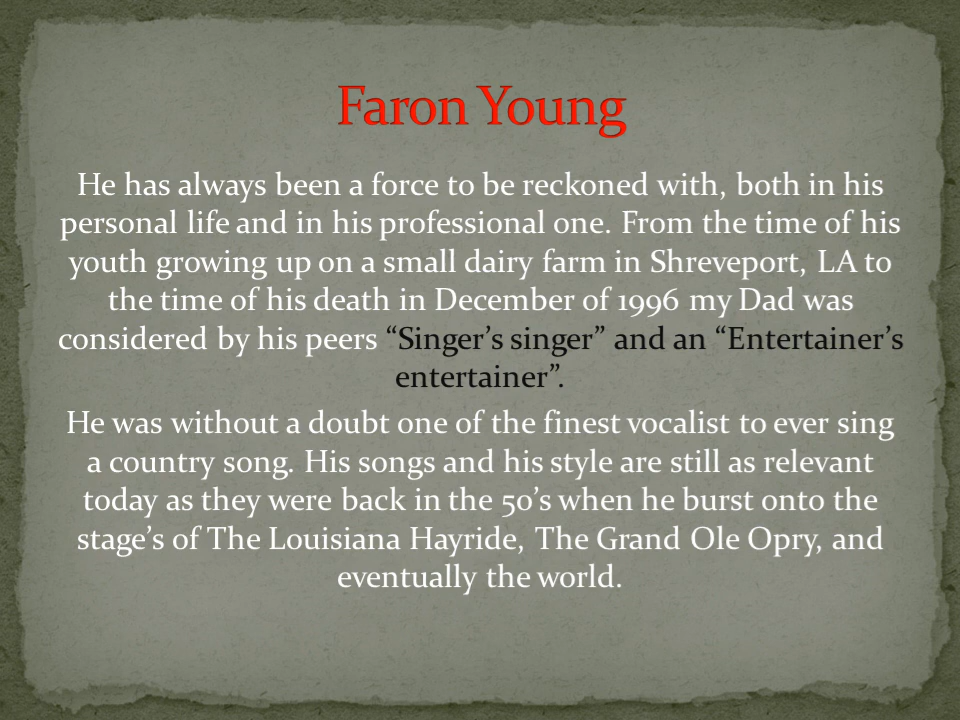 Faron Young
He has always been a force to be reckoned with, both in his
personal life and in his professional one. From the time of his
youth growing up on a small dairy farm in Shreveport, LA to
the time of his death in December of 1996 my Dad was
considered by his peers “Singer’s singer” and an “Entertainer’s
entertainer”.
He was without a doubt one of the finest vocalist to ever sing
a country song. His songs and his style are still as relevant
today as they were back in the 50’s when he burst onto the
stage’s of The Louisiana Hayride, The Grand Ole Opry, and
eventually the world.